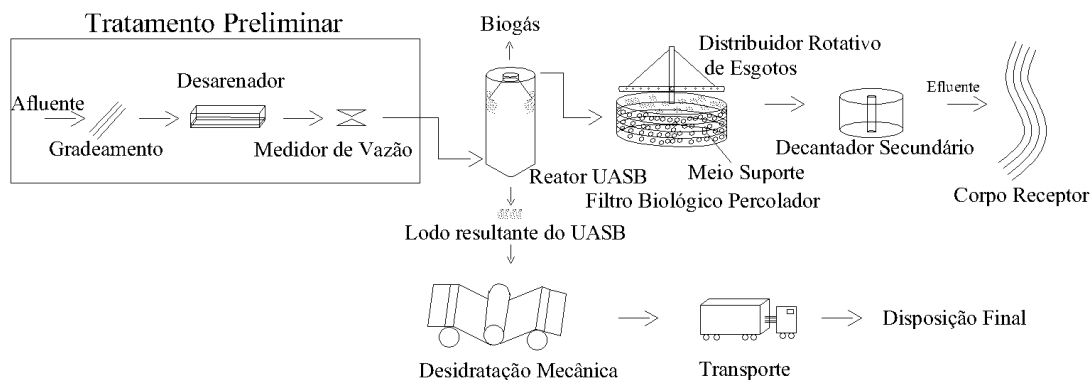 Tratamento Preliminar
Afluente
Gradeamento
Desarenador
Medidor de Vazão
Biogás
Reator UASB
Distribuidor Rotativo
de Esgotos
Meio Suporte
Filtro Biológico Percolador
Decantador Secundário
Efluente
Corpo Receptor
Lodo resultante do UASB
Desidratação Mecânica
Transporte
Disposição Final